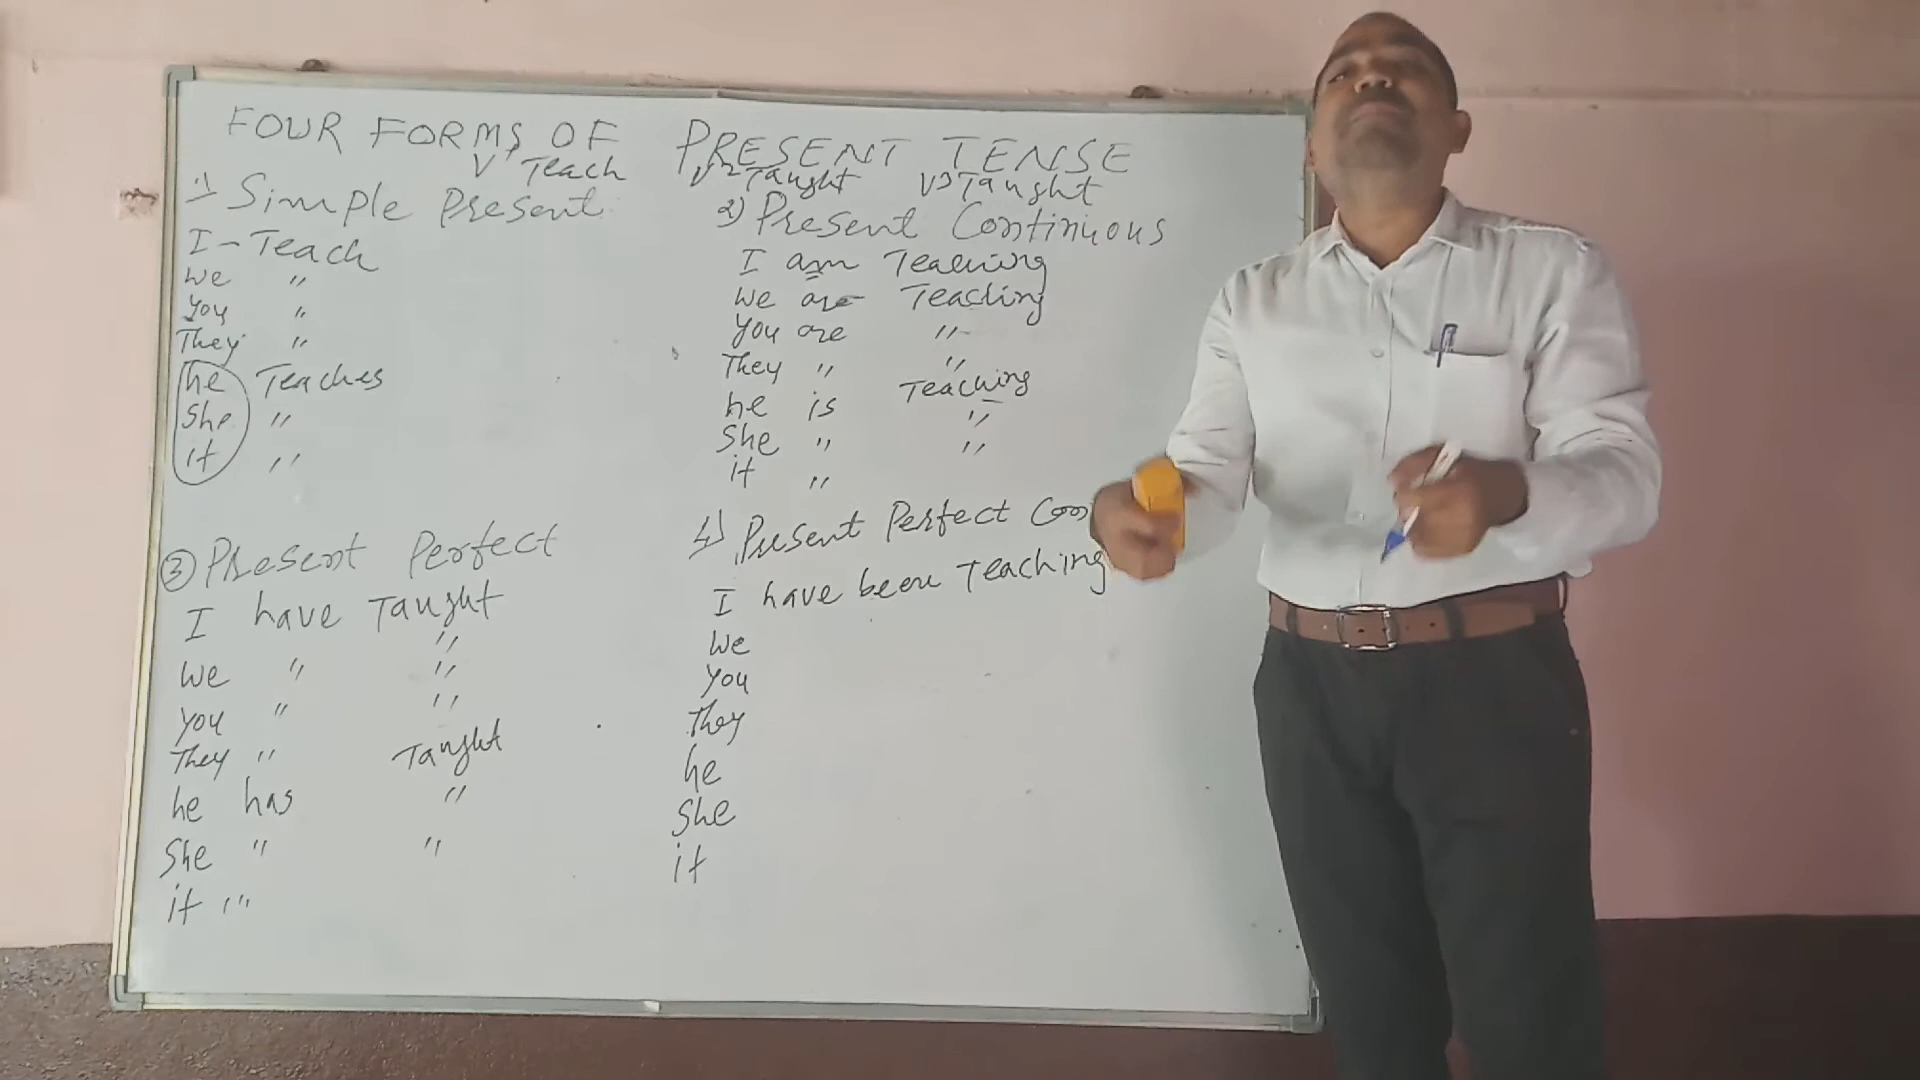 FOUR FORMS OF PRESENT TENSE
V1 Teach V2 Taught V3 Taught
1) Simple Present
I - Teach
We "
You "
They "
he Teaches
She "
it "
2) Present Continuous
I am Teaching
We are Teaching
You are "
They " "
he is Teaching
She " "
it " "
3) Present Perfect
I have Taught
We " "
You " "
They " "
he has Taught
She " "
it " "
4) Present Perfect Con
I have been Teaching
We
You
They
he
She
it